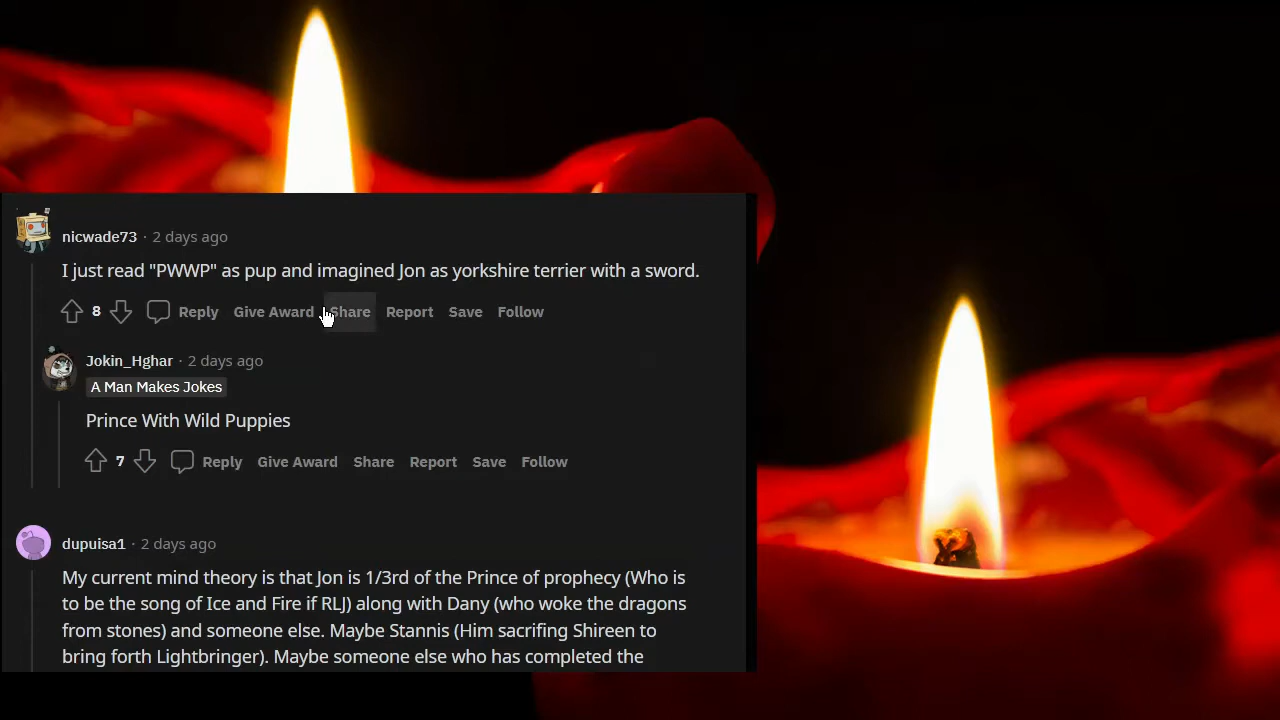 nicwade73 · 2 days ago
I just read "PWWP" as pup and imagined Jon as yorkshire terrier with a sword.
8 Reply Give Award Share Report Save Follow
Jokin_Hghar · 2 days ago
A Man Makes Jokes
Prince With Wild Puppies
7 Reply Give Award Share Report Save Follow
dupuisa1 · 2 days ago
My current mind theory is that Jon is 1/3rd of the Prince of prophecy (Who is
to be the song of Ice and Fire if RLJ) along with Dany (who woke the dragons
from stones) and someone else. Maybe Stannis (Him sacrifing Shireen to
bring forth Lightbringer). Maybe someone else who has completed the